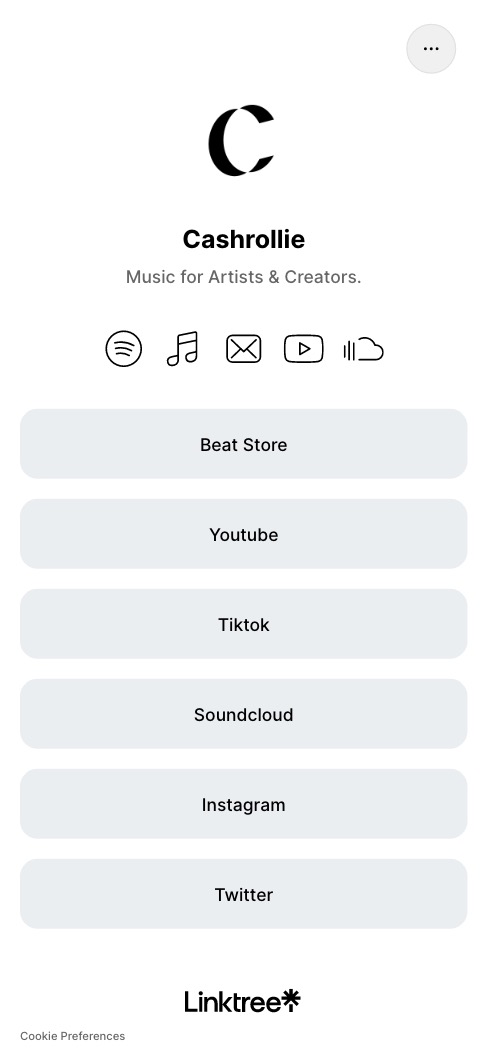 Cashrollie
Music for Artists & Creators.
Beat Store
Youtube
Tiktok
Soundcloud
Instagram
Twitter
Linktree
Cookie Preferences